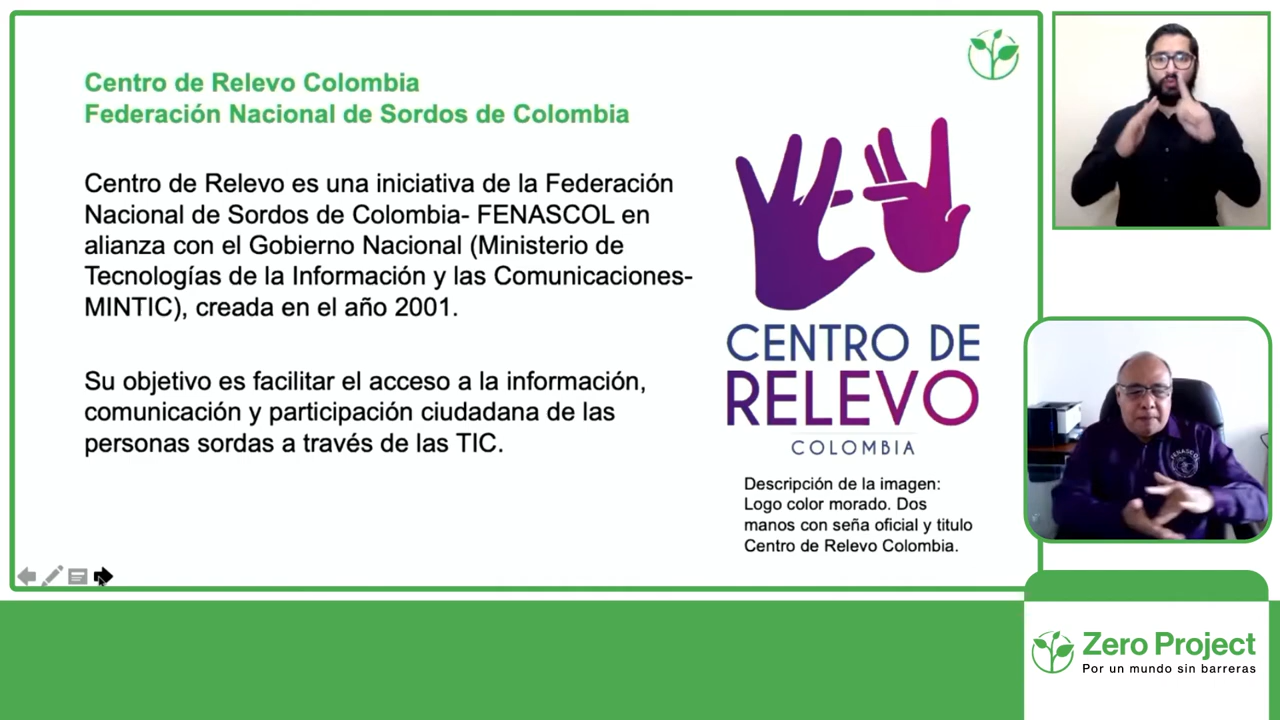 Centro de Relevo Colombia
Federación Nacional de Sordos de Colombia
Centro de Relevo es una iniciativa de la Federación
Nacional de Sordos de Colombia- FENASCOL en
alianza con el Gobierno Nacional (Ministerio de
Tecnologías de la Información y las Comunicaciones-
MINTIC), creada en el año 2001.
Su objetivo es facilitar el acceso a la información,
comunicación y participación ciudadana de las
personas sordas a través de las TIC.
CENTRO DE
RELEVO
COLOMBIA
Descripción de la imagen:
Logo color morado. Dos
manos con seña oficial y titulo
Centro de Relevo Colombia.
FENASCOL
Zero Project
Por un mundo sin barreras